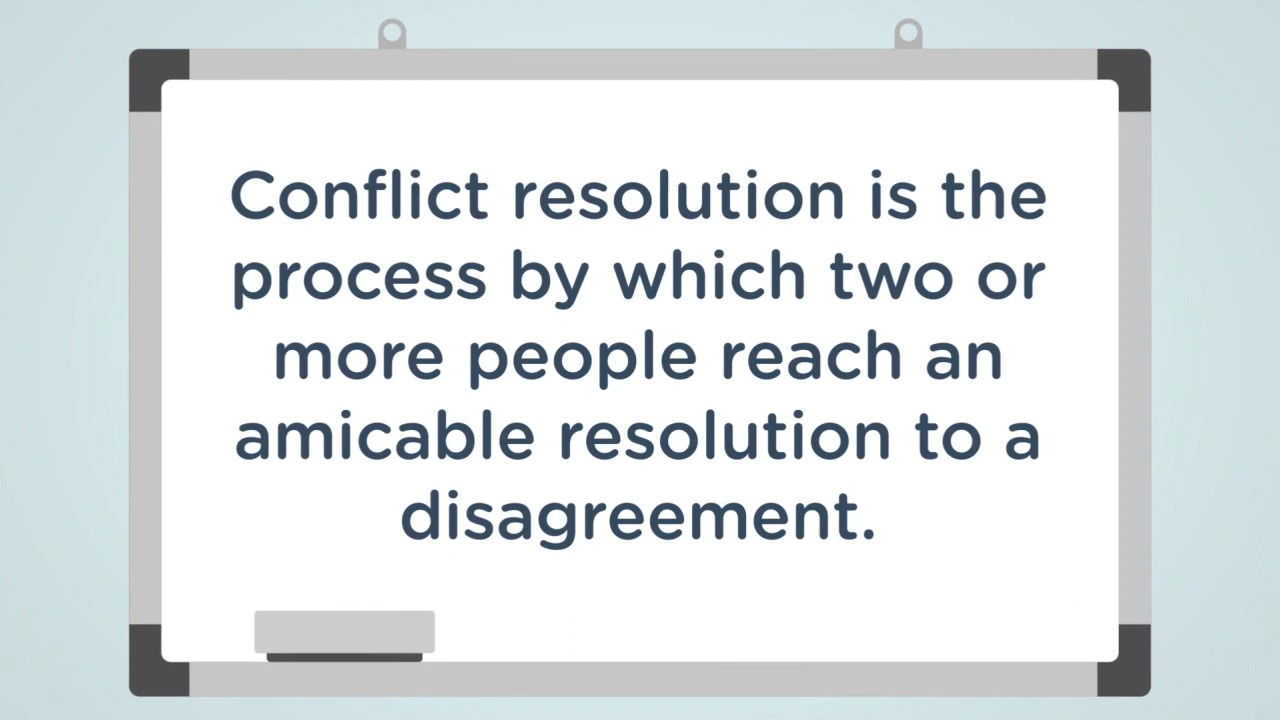 Conflict resolution is the
process by which two or
more people reach an
amicable resolution to a
disagreement.